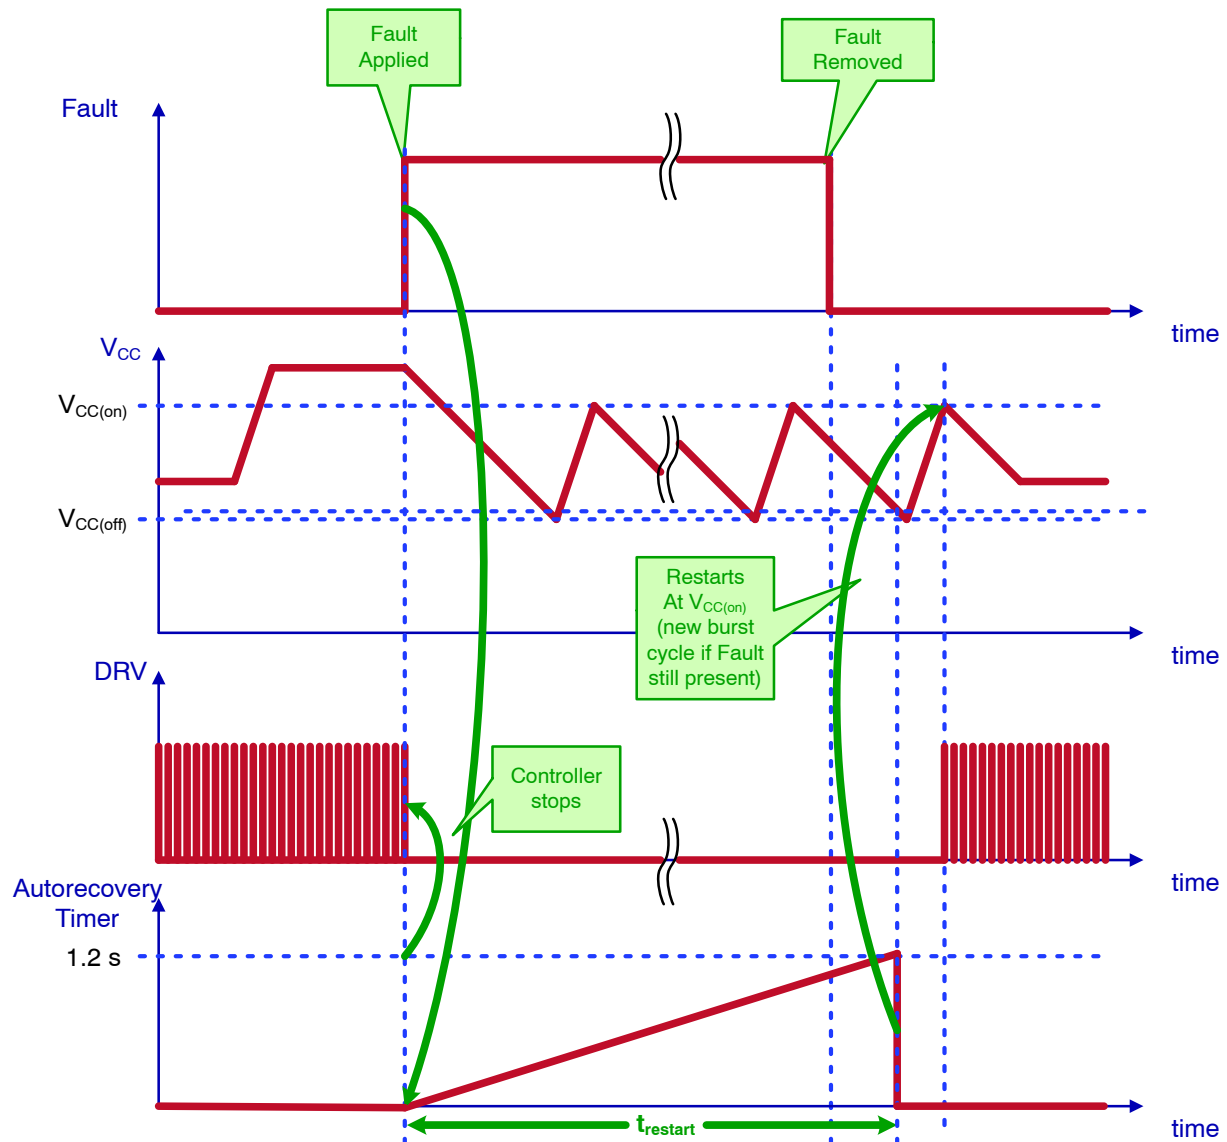 Fault
Applied
Fault
Removed
Fault
time
VCC
VCC(on)
VCC(off)
Restarts
At VCC(on)
(new burst
cycle if Fault
still present)
time
DRV
Controller
stops
time
Autorecovery
Timer
1.2 s
trestart
time